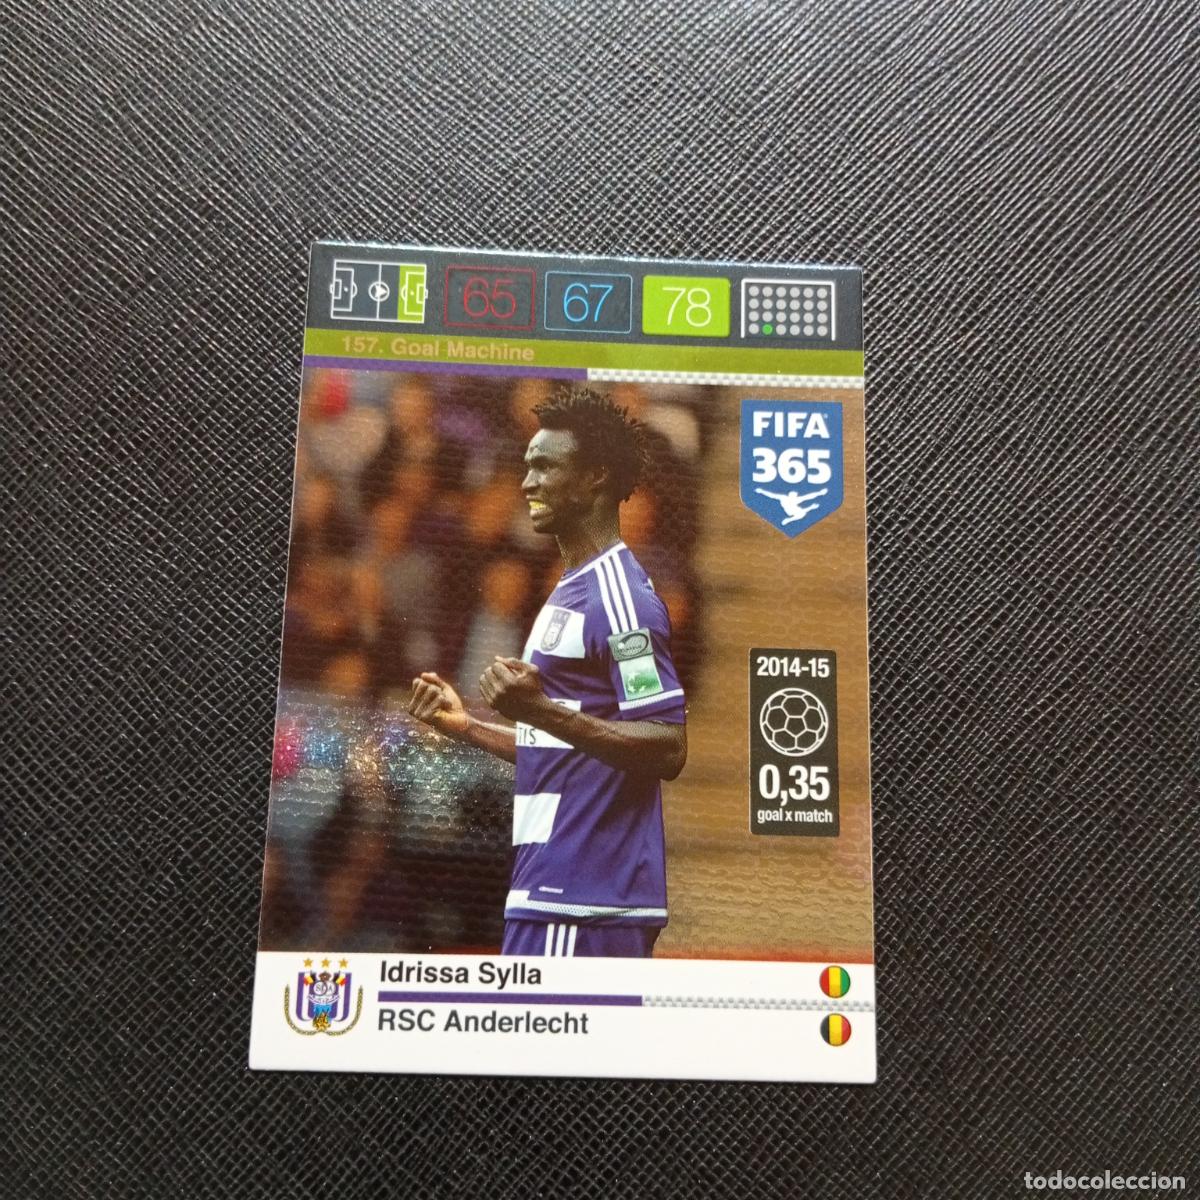 65 67 78
157. Goal Machine
FIFA
365
2014-15
0,35
goal x match
TIS
Idrissa Sylla
RSC Anderlecht
todocoleccion